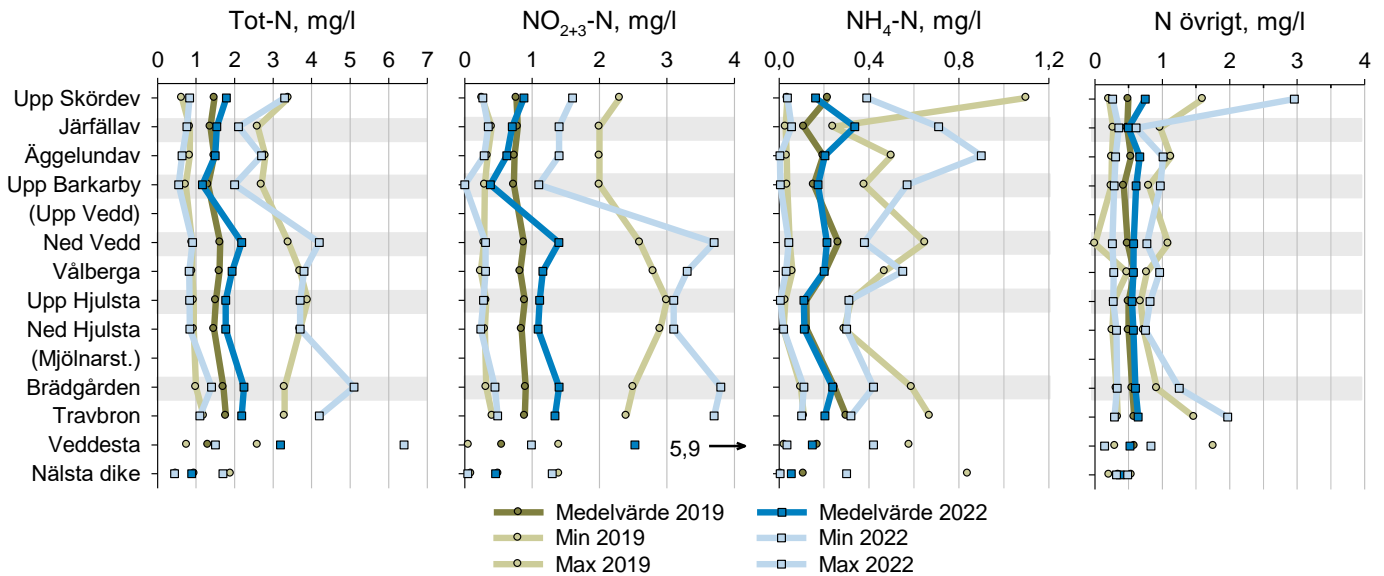 Tot-N, mg/l NO2+3-N, mg/l NH4-N, mg/l N övrigt, mg/l
0 1 2 3 4 5 6 7 0 1 2 3 4 0,0 0,4 0,8 1,2 0 1 2 3 4
Upp Skördev
Järfällav
Äggelundav
Upp Barkarby
(Upp Vedd)
Ned Vedd
Vålberga
Upp Hjulsta
Ned Hjulsta
(Mjölnarst.)
Brädgården
Travbron
Veddesta 5,9
Nälsta dike
Medelvärde 2019 Medelvärde 2022
Min 2019 Min 2022
Max 2019 Max 2022